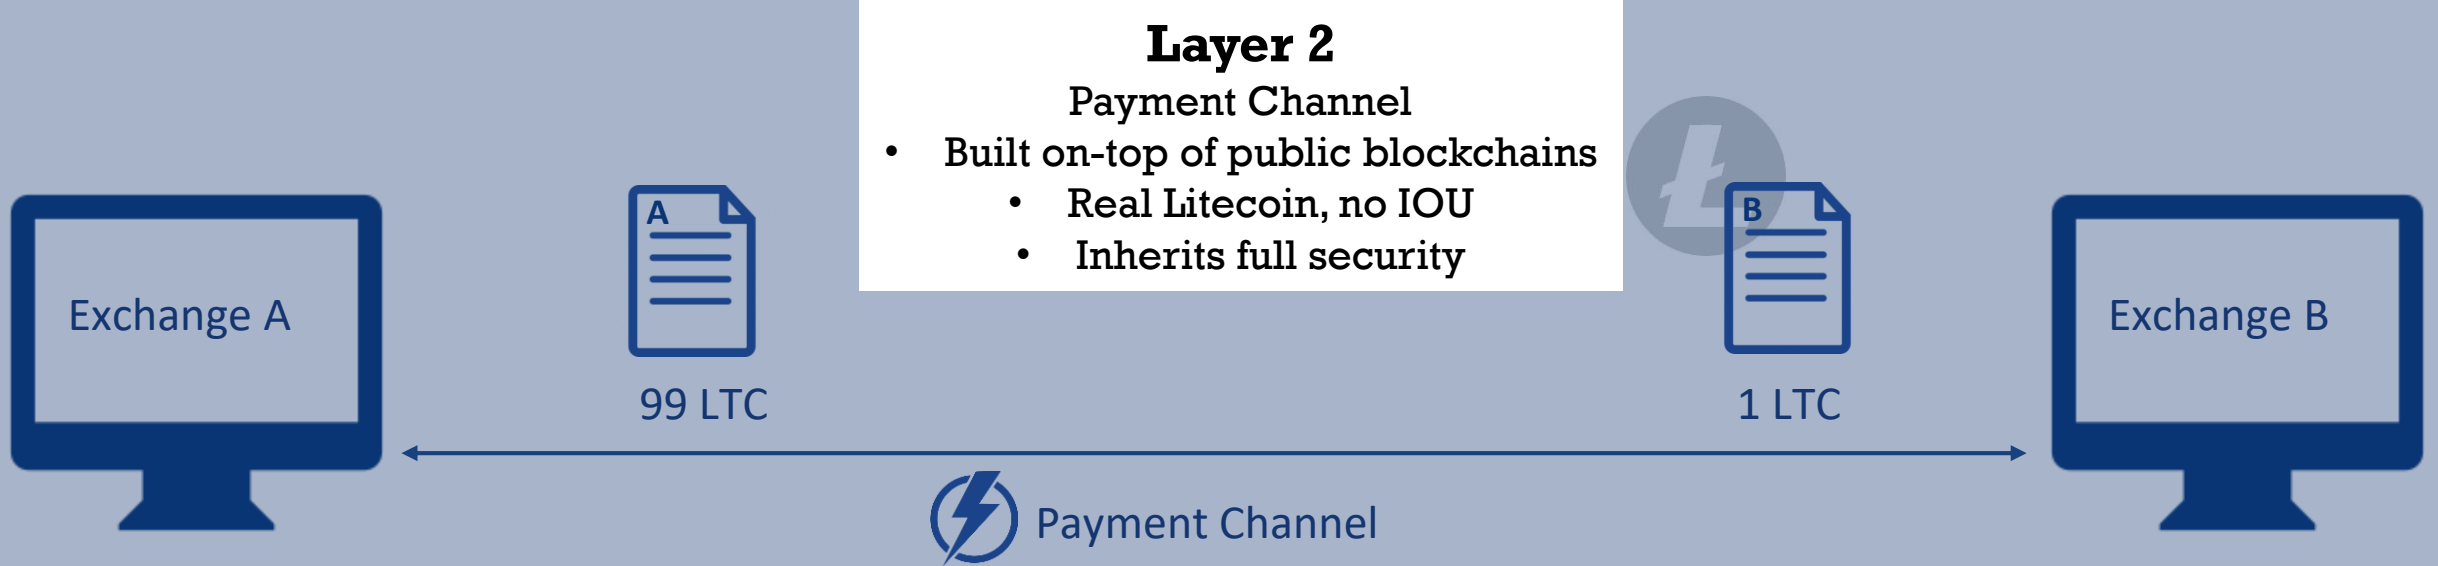 Layer 2
Payment Channel
• Built on-top of public blockchains
• Real Litecoin, no IOU
• Inherits full security
A
B
Exchange A
Exchange B
99 LTC
1 LTC
Payment Channel